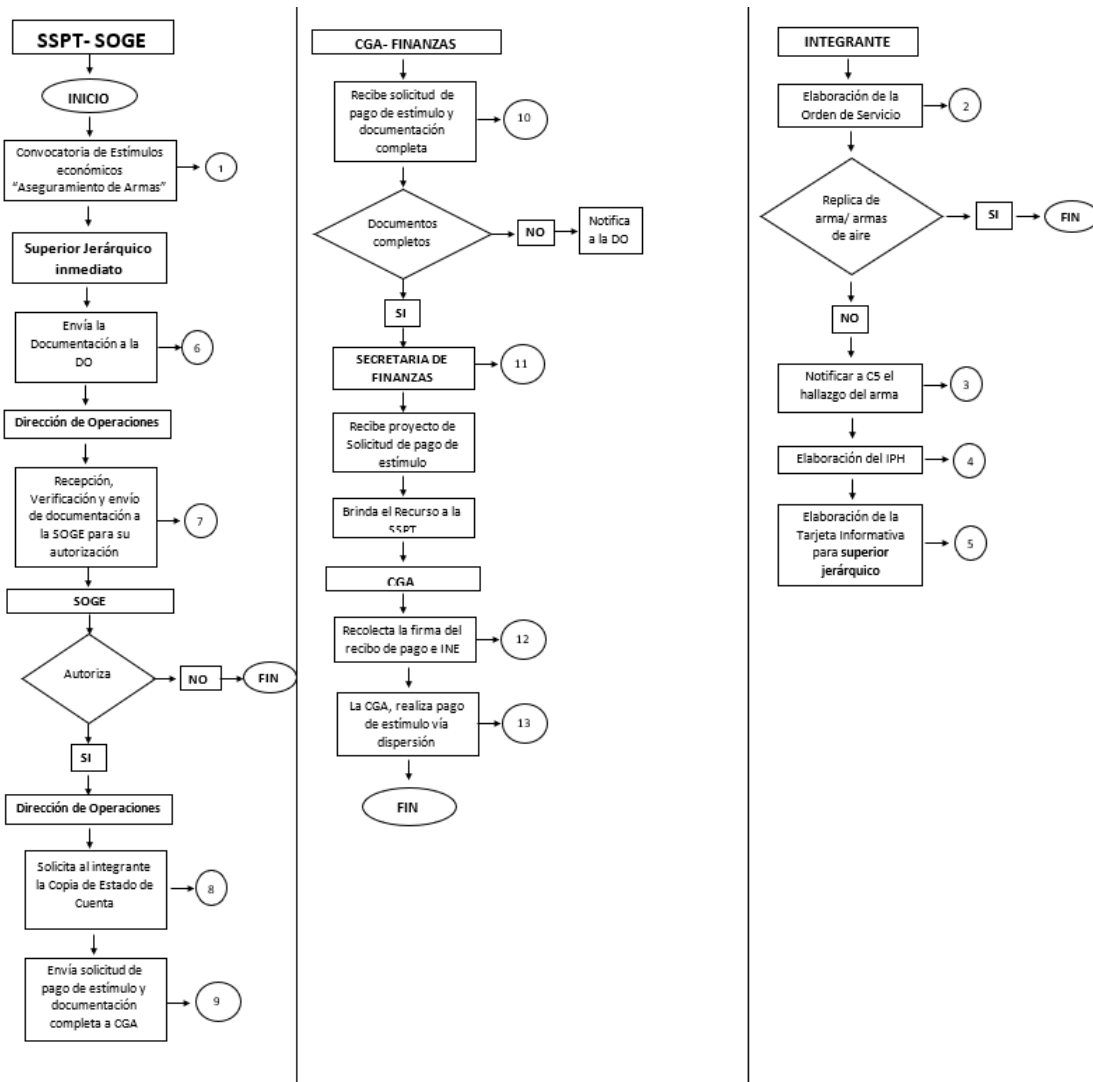 SSPT- SOGE
INICIO
Convocatoria de Estímulos
económicos
"Aseguramiento de Armas"
1
Superior Jerárquico
inmediato
Envía la
Documentación a la
DO
6
Dirección de Operaciones
Recepción,
Verificación y envío
de documentación a
la SOGE para su
autorización
7
SOGE
Autoriza
NO
FIN
SI
Dirección de Operaciones
Solicita al integrante
la Copia de Estado de
Cuenta
8
Envía solicitud de
pago de estímulo y
documentación
completa a CGA
9
CGA- FINANZAS
Recibe solicitud de
pago de estímulo y
documentación
completa
10
Documentos
completos
NO
Notifica
a la DO
SI
SECRETARIA DE
FINANZAS
11
Recibe proyecto de
Solicitud de pago de
estímulo
Brinda el Recurso a la
SSPT
CGA
Recolecta la firma del
recibo de pago e INE
12
La CGA, realiza pago
de estímulo vía
dispersión
13
FIN
INTEGRANTE
Elaboración de la
Orden de Servicio
2
Replica de
arma/ armas
de aire
SI
FIN
NO
Notificar a C5 el
hallazgo del arma
3
Elaboración del IPH
4
Elaboración de la
Tarjeta Informativa
para superior
jerárquico
5